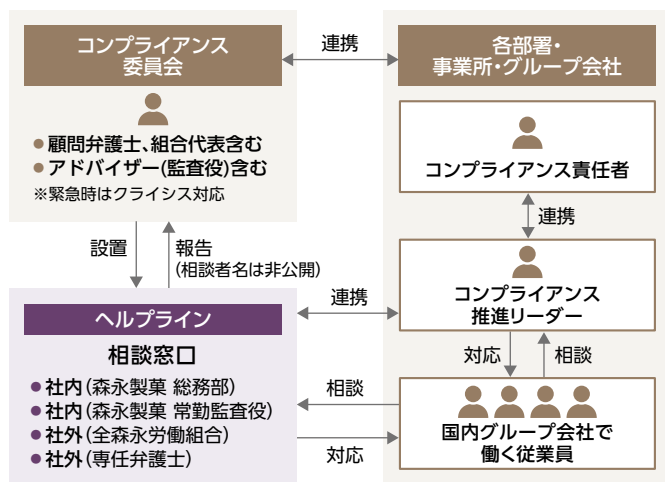 コンプライアンス
委員会
●顧問弁護士、組合代表含む
●アドバイザー(監査役)含む
※緊急時はクライシス対応
連携
各部署・
事業所・グループ会社
コンプライアンス責任者
連携
コンプライアンス
推進リーダー
対応
相談
国内グループ会社で
働く従業員
設置
報告
(相談者名は非公開)
連携
ヘルプライン
相談窓口
●社内(森永製菓 総務部)
●社内(森永製菓 常勤監査役)
●社外(全森永労働組合)
●社外(専任弁護士)
相談
対応